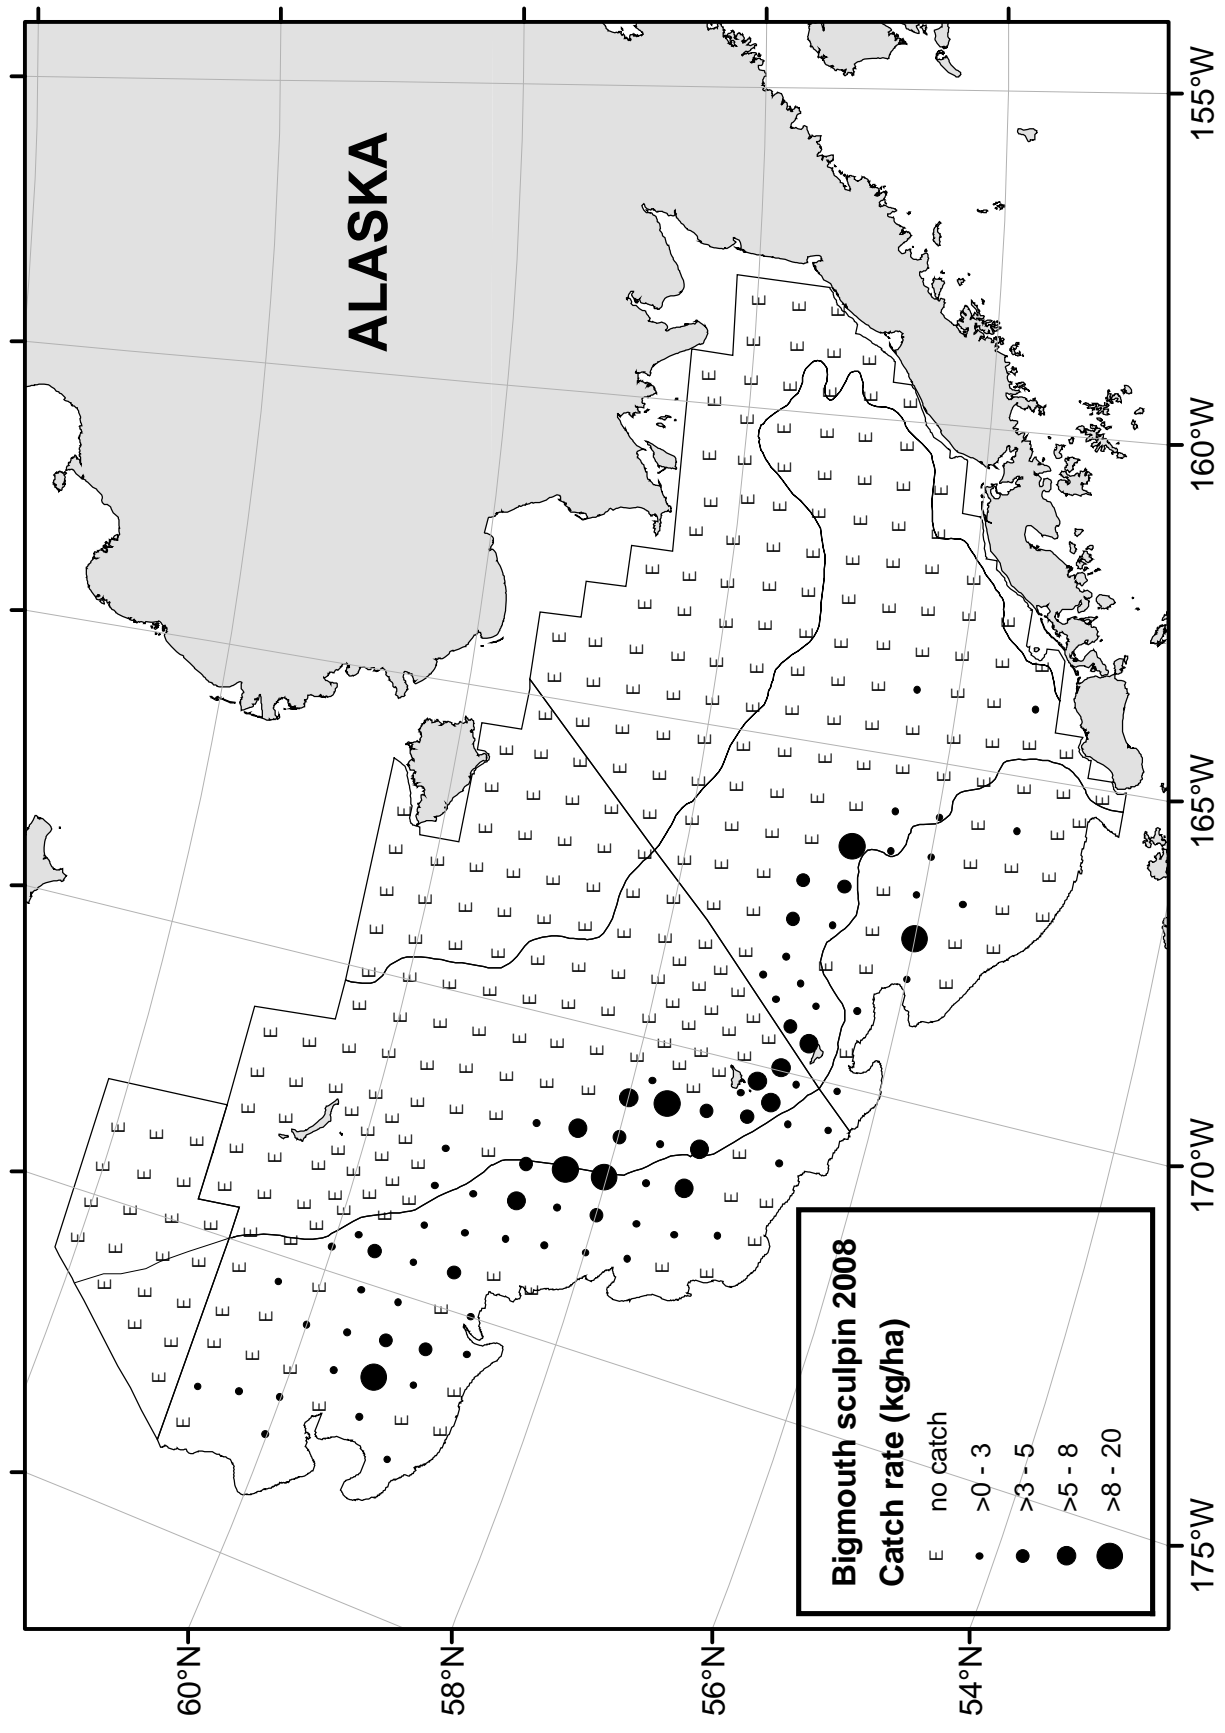 ALASKA
60°N
58°N
56°N
54°N
175°W
170°W
165°W
160°W
155°W
Bigmouth sculpin 2008
Catch rate (kg/ha)
E no catch
>0 - 3
>3 - 5
>5 - 8
>8 - 20